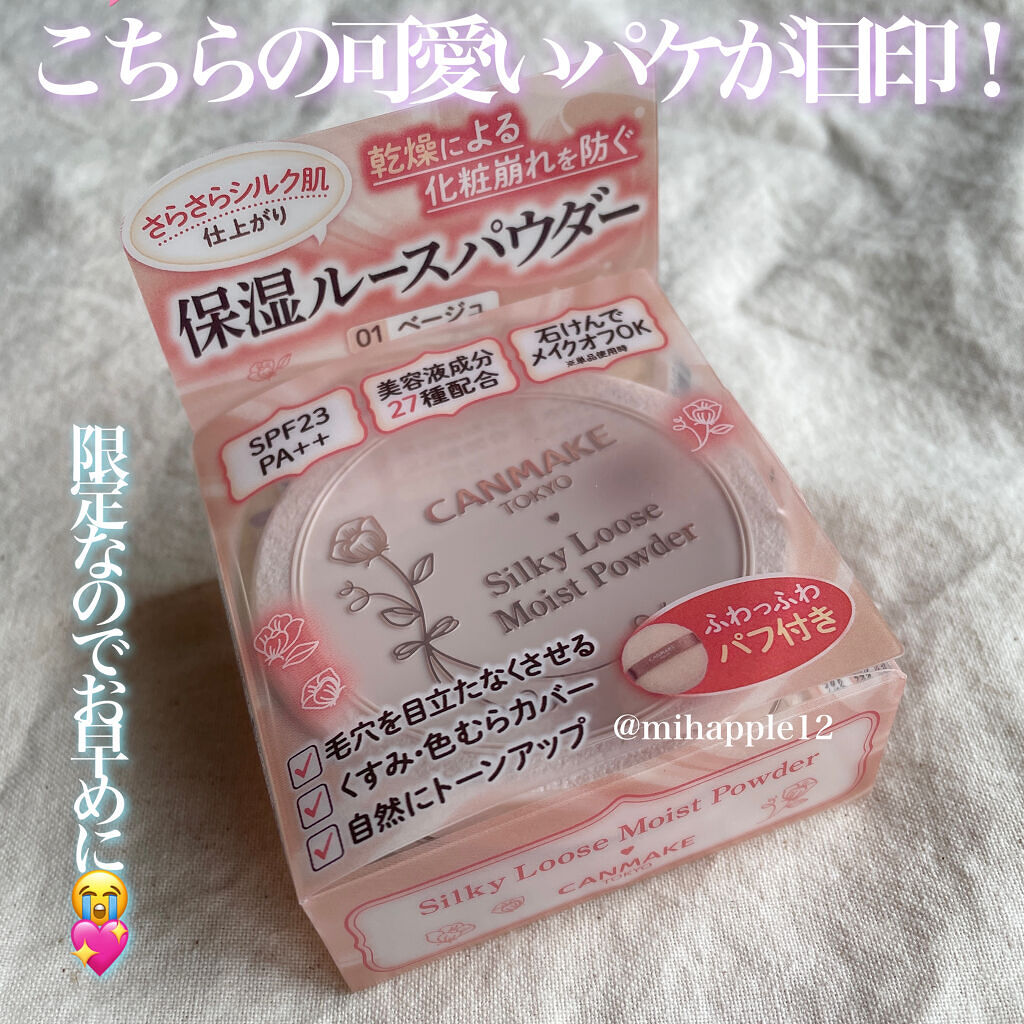 こちらの可愛いパケが目印！
乾燥による
化粧崩れを防ぐ
さらさらシルク肌
仕上がり
保湿ルースパウダー
01 ベージュ
SPF23
PA++
美容液成分
27種配合
石けんで
メイクオフOK
※単品使用時
CANMAKE
TOKYO
Silky Loose
Moist Powder
ふわっふわ
パフ付き
毛穴を目立たなくさせる
くすみ・色むらカバー
自然にトーンアップ
@mihapple12
Silky Loose Moist Powder
CANMAKE
TOKYO
限定なのでお早めに😭💖